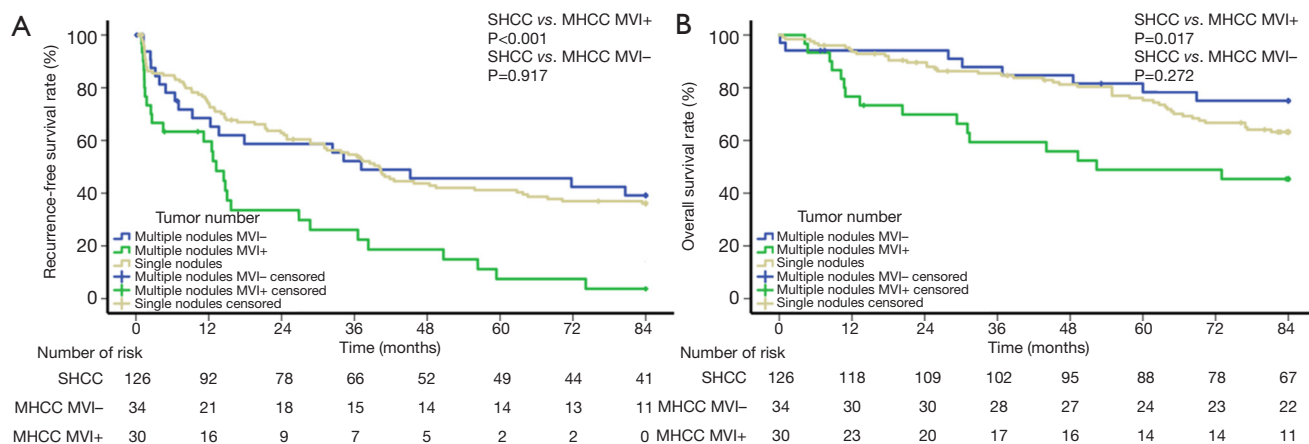 A
SHCC vs. MHCC MVI+
P<0.001
SHCC vs. MHCC MVI−
P=0.917
Recurrence-free survival rate (%)
100
80
60
40
20
0
Tumor number
Multiple nodules MVI−
Multiple nodules MVI+
Single nodules
Multiple nodules MVI− censored
Multiple nodules MVI+ censored
Single nodules censored
0 12 24 36 48 60 72 84
Time (months)
Number of risk
SHCC 126 92 78 66 52 49 44 41
MHCC MVI− 34 21 18 15 14 14 13 11
MHCC MVI+ 30 16 9 7 5 2 2 0
B
SHCC vs. MHCC MVI+
P=0.017
SHCC vs. MHCC MVI−
P=0.272
Overall survival rate (%)
100
80
60
40
20
0
Tumor number
Multiple nodules MVI−
Multiple nodules MVI+
Single nodules
Multiple nodules MVI− censored
Multiple nodules MVI+ censored
Single nodules censored
0 12 24 36 48 60 72 84
Time (months)
Number of risk
SHCC 126 118 109 102 95 88 78 67
MHCC MVI− 34 30 30 28 27 24 23 22
MHCC MVI+ 30 23 20 17 16 14 14 11